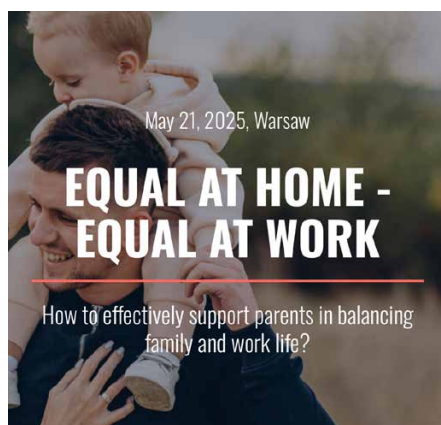 May 21, 2025, Warsaw
EQUAL AT HOME -
EQUAL AT WORK
How to effectively support parents in balancing
family and work life?